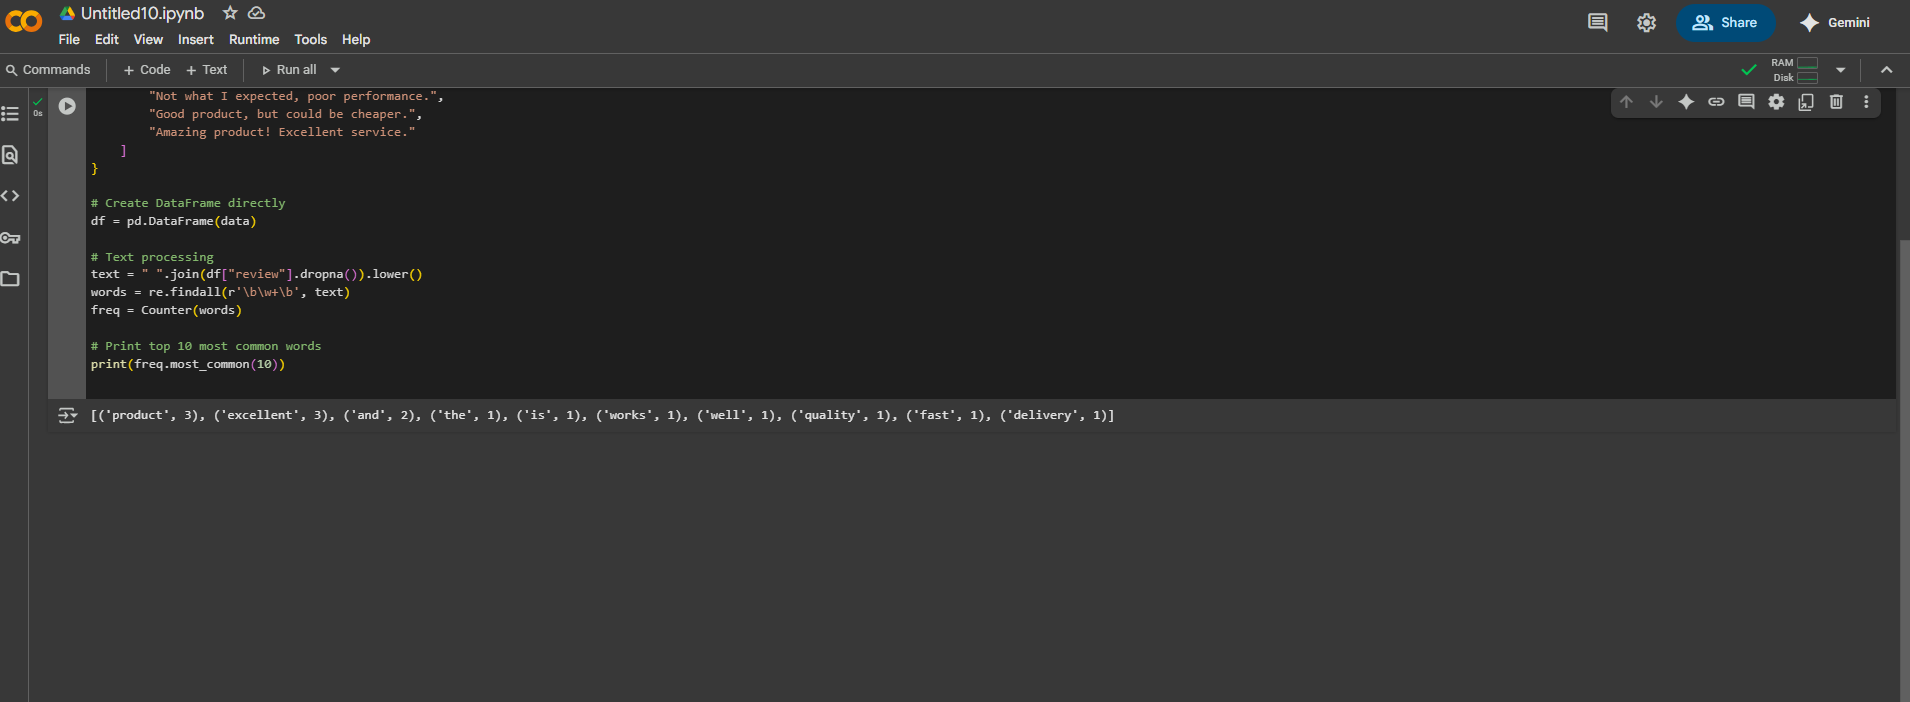 Untitled10.ipynb
File Edit View Insert Runtime Tools Help
Share
Gemini
Commands + Code + Text Run all
RAM
Disk
0s
"Not what I expected, poor performance.",
"Good product, but could be cheaper.",
"Amazing product! Excellent service."
]
}
# Create DataFrame directly
df = pd.DataFrame(data)
# Text processing
text = " ".join(df["review"].dropna()).lower()
words = re.findall(r'\b\w+\b', text)
freq = Counter(words)
# Print top 10 most common words
print(freq.most_common(10))
[('product', 3), ('excellent', 3), ('and', 2), ('the', 1), ('is', 1), ('works', 1), ('well', 1), ('quality', 1), ('fast', 1), ('delivery', 1)]